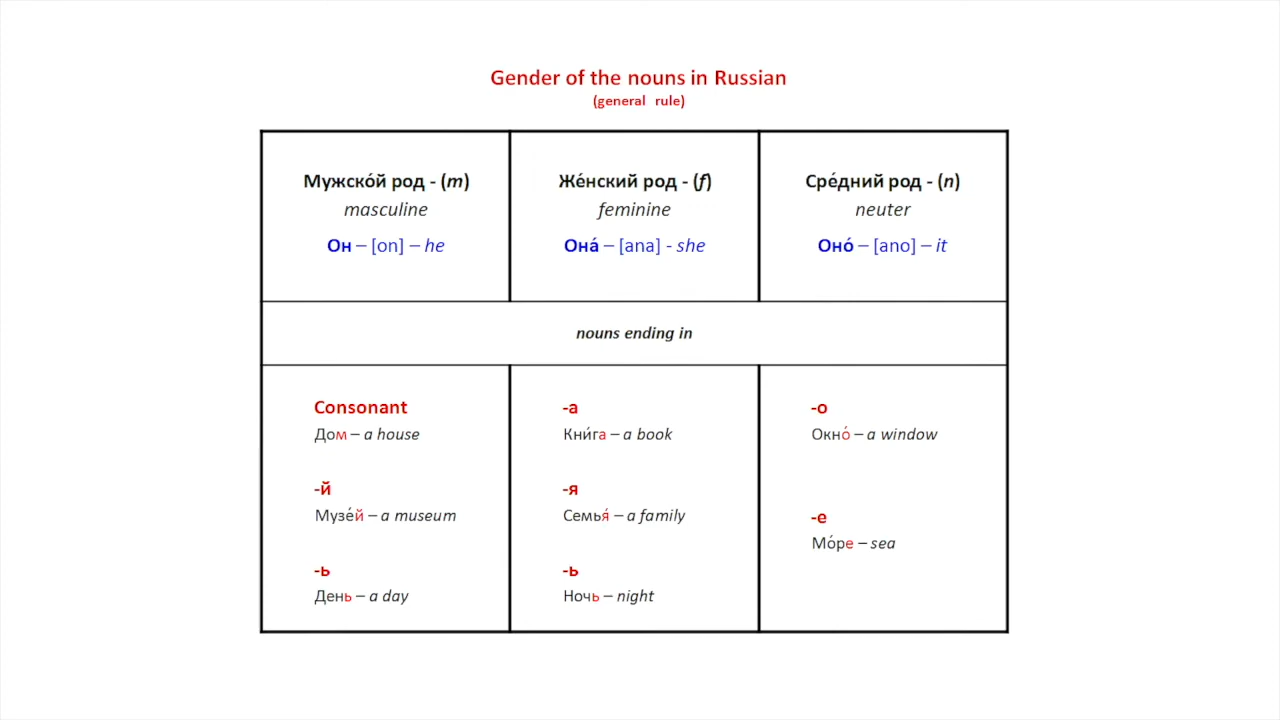 Gender of the nouns in Russian
(general rule)
Мужско́й род - (m)
masculine
Он – [on] – he
Же́нский род - (f)
feminine
Она́ – [ana] - she
Сре́дний род - (n)
neuter
Оно́ – [ano] – it
nouns ending in
Consonant
Дом – a house
-й
Музе́й – a museum
-ь
День – a day
-а
Кни́га – a book
-я
Семья́ – a family
-ь
Ночь – night
-о
Окно́ – a window
-е
Мо́ре – sea